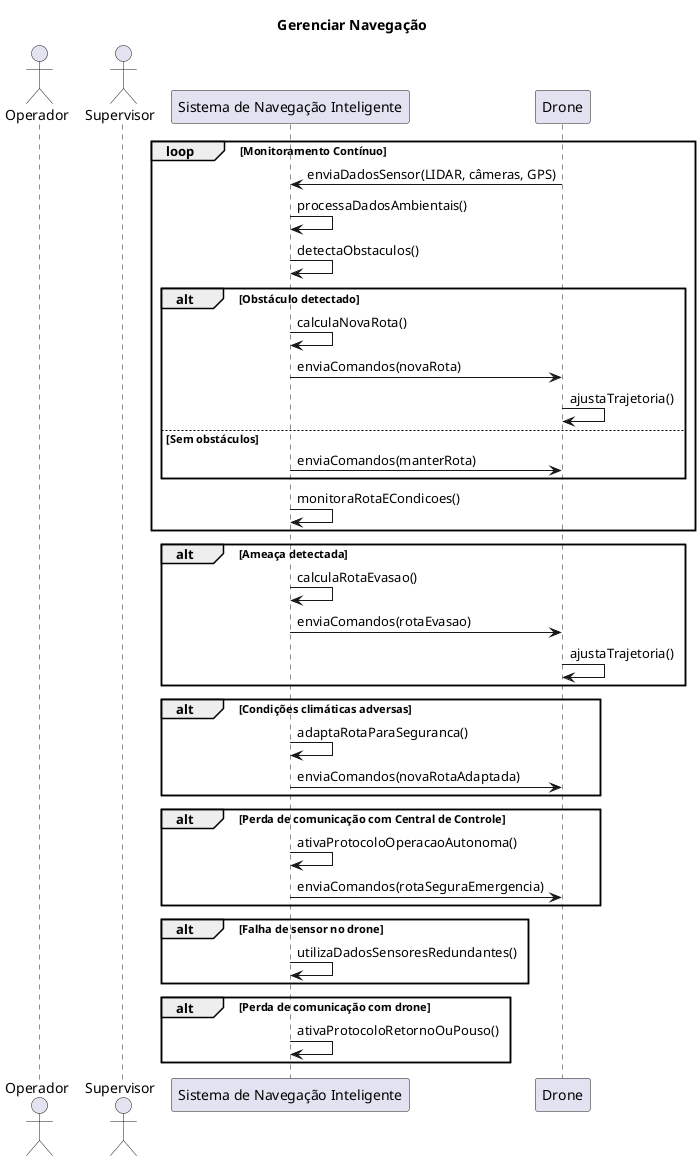 Gerenciar Navegação
Operador
Supervisor
Sistema de Navegação Inteligente
Drone
loop
[Monitoramento Contínuo]
enviaDadosSensor(LIDAR, câmeras, GPS)
processaDadosAmbientais()
detectaObstaculos()
alt
[Obstáculo detectado]
calculaNovaRota()
enviaComandos(novaRota)
ajustaTrajetoria()
[Sem obstáculos]
enviaComandos(manterRota)
monitoraRotaECondicoes()
alt
[Ameaça detectada]
calculaRotaEvasao()
enviaComandos(rotaEvasao)
ajustaTrajetoria()
alt
[Condições climáticas adversas]
adaptaRotaParaSeguranca()
enviaComandos(novaRotaAdaptada)
alt
[Perda de comunicação com Central de Controle]
ativaProtocoloOperacaoAutonoma()
enviaComandos(rotaSeguraEmergencia)
alt
[Falha de sensor no drone]
utilizaDadosSensoresRedundantes()
alt
[Perda de comunicação com drone]
ativaProtocoloRetornoOuPouso()
Operador
Supervisor
Sistema de Navegação Inteligente
Drone